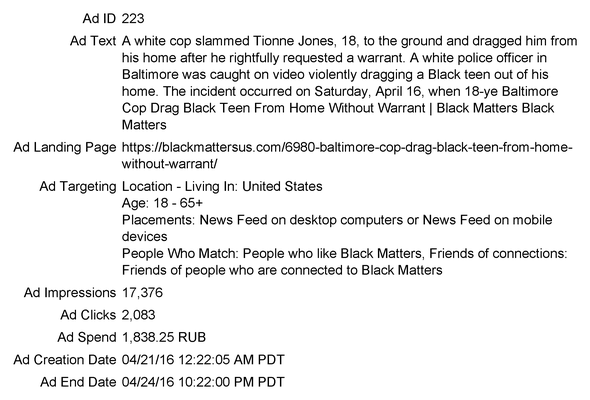 Ad ID 223
Ad Text A white cop slammed Tionne Jones, 18, to the ground and dragged him from
his home after he rightfully requested a warrant. A white police officer in
Baltimore was caught on video violently dragging a Black teen out of his
home. The incident occurred on Saturday, April 16, when 18-ye Baltimore
Cop Drag Black Teen From Home Without Warrant | Black Matters Black
Matters
Ad Landing Page https://blackmattersus.com/6980-baltimore-cop-drag-black-teen-from-home-
without-warrant/
Ad Targeting Location - Living In: United States
Age: 18 - 65+
Placements: News Feed on desktop computers or News Feed on mobile
devices
People Who Match: People who like Black Matters, Friends of connections:
Friends of people who are connected to Black Matters
Ad Impressions 17,376
Ad Clicks 2,083
Ad Spend 1,838.25 RUB
Ad Creation Date 04/21/16 12:22:05 AM PDT
Ad End Date 04/24/16 10:22:00 PM PDT